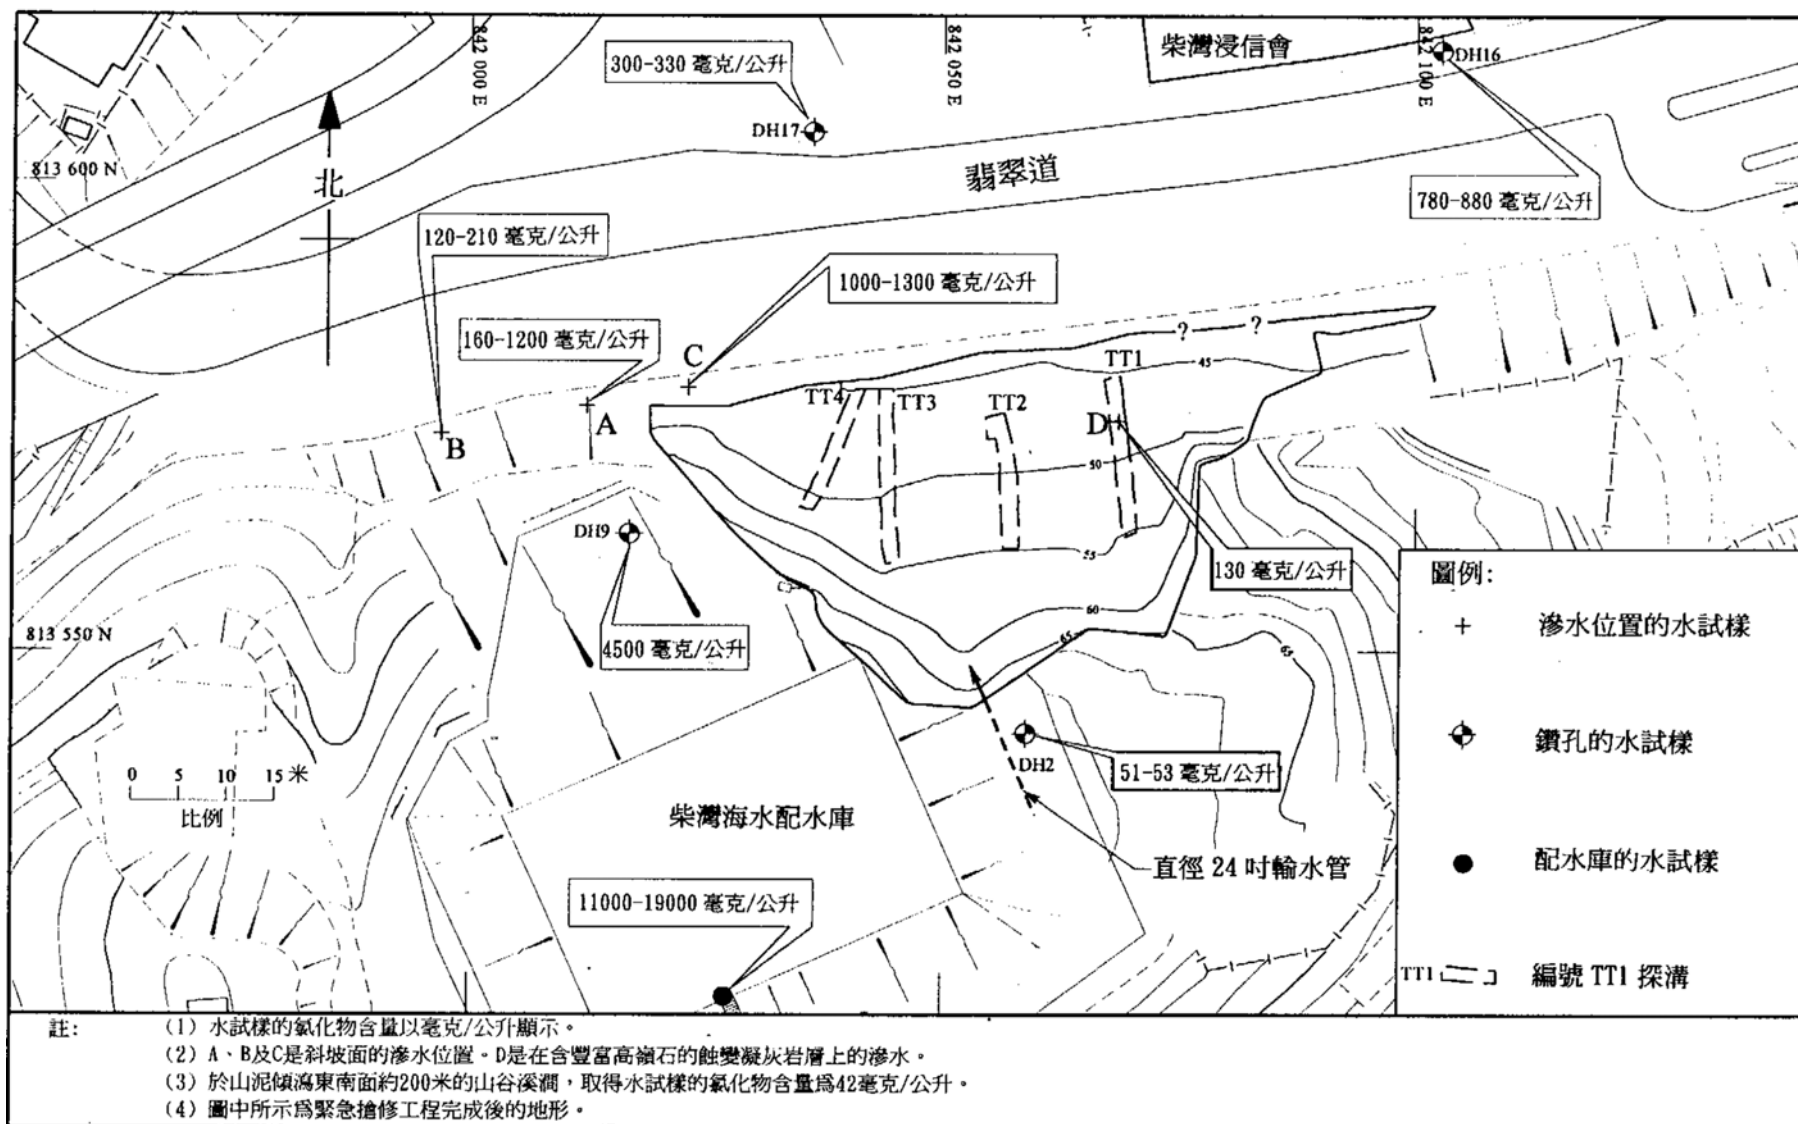 842 000 E
842 050 E
842 100 E
柴灣浸信會
DH16
300-330 毫克/公升
DH17
813 600 N
北
翡翠道
780-880 毫克/公升
120-210 毫克/公升
1000-1300 毫克/公升
160-1200 毫克/公升
C
? ?
TT1
45
TT4
TT3
TT2
A
B
D
50
DH9
55
130 毫克/公升
圖例:
60
813 550 N
4500 毫克/公升
65
+ 滲水位置的水試樣
鑽孔的水試樣
DH2
51-53 毫克/公升
0 5 10 15 米
比例
柴灣海水配水庫
直徑 24 吋輸水管
配水庫的水試樣
11000-19000 毫克/公升
TT1 編號 TT1 探溝
註:
(1) 水試樣的氯化物含量以毫克/公升顯示。
(2) A、B及C是斜坡面的滲水位置。D是在含豐富高嶺石的蝕變凝灰岩層上的滲水。
(3) 於山泥傾瀉東南面約200米的山谷溪澗，取得水試樣的氯化物含量爲42毫克/公升。
(4) 圖中所示爲緊急搶修工程完成後的地形。